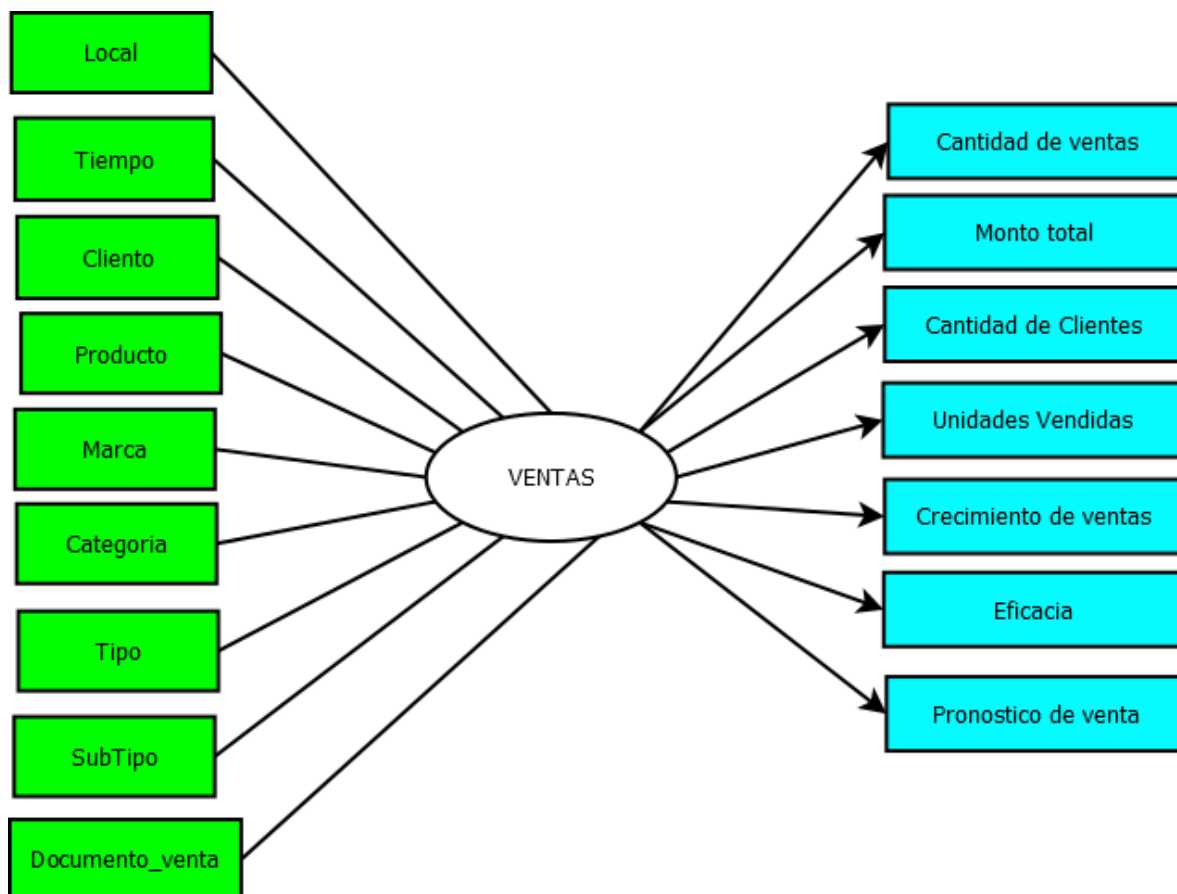 Local
Tiempo
Cliento
Producto
Marca
Categoria
Tipo
SubTipo
Documento_venta
VENTAS
Cantidad de ventas
Monto total
Cantidad de Clientes
Unidades Vendidas
Crecimiento de ventas
Eficacia
Pronostico de venta